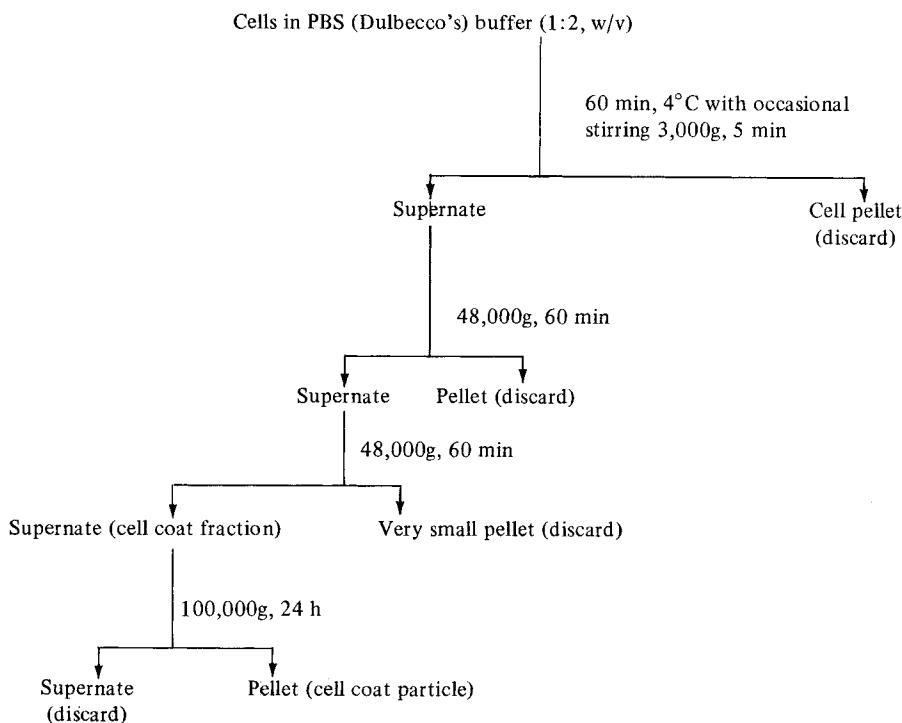 Cells in PBS (Dulbecco's) buffer (1:2, w/v)
60 min, 4°C with occasional
stirring 3,000g, 5 min
Supernate
Cell pellet
(discard)
48,000g, 60 min
Supernate
Pellet (discard)
48,000g, 60 min
Supernate (cell coat fraction)
Very small pellet (discard)
100,000g, 24 h
Supernate
(discard)
Pellet (cell coat particle)